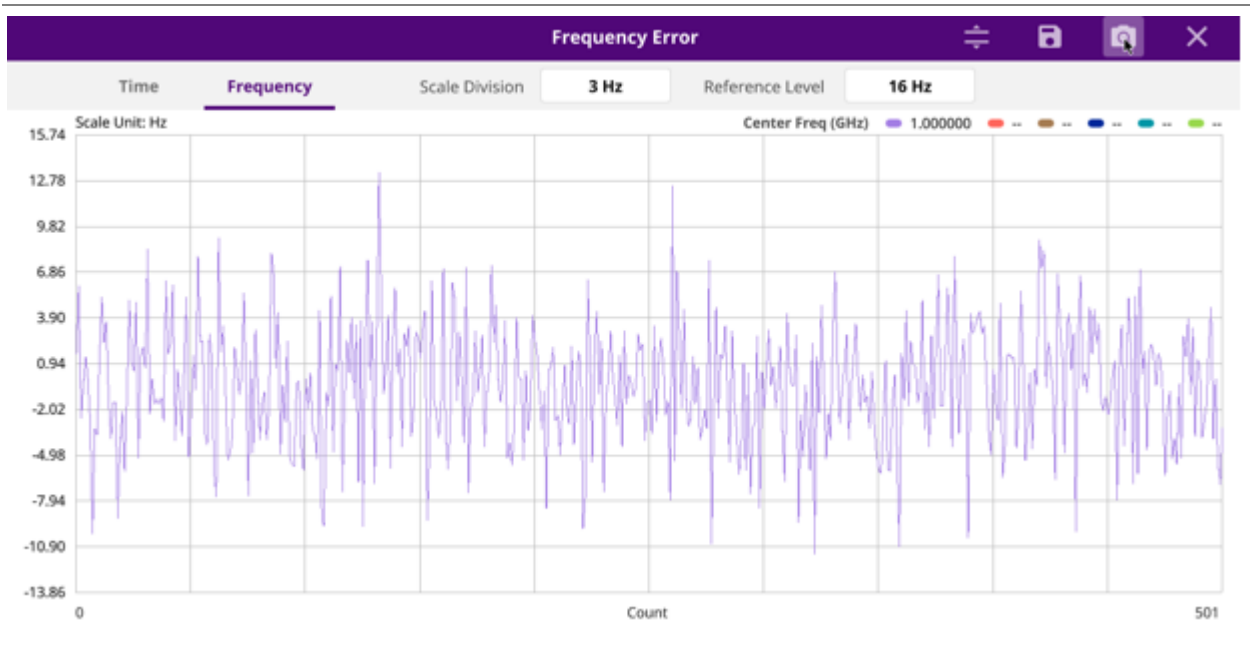 Frequency Error
Time Frequency Scale Division 3 Hz Reference Level 16 Hz
Scale Unit: Hz Center Freq (GHz) 1.000000 -- -- -- -- --
15.74
12.78
9.82
6.86
3.90
0.94
-2.02
-4.98
-7.94
-10.90
-13.86
0 Count 501